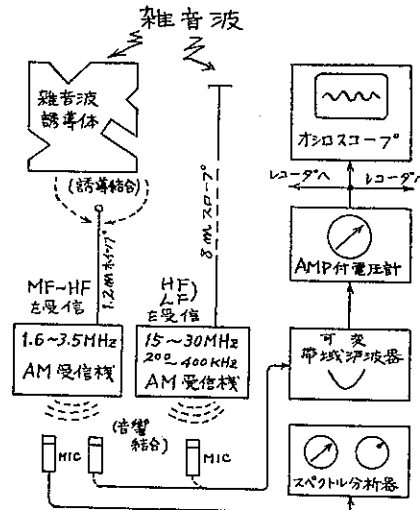 雑音波
雑音波
誘導体
(誘導結合)
1.2mホイップ
8mスロープ
MF~HF
を受信
HF
LF)
を受信
1.6~3.5MHz
AM受信機
15~30MHz
200~400KHz
AM受信機
(音響
結合)
MIC
MIC
オシロスコープ
レコーダへ
レコーダへ
AMP付電圧計
可変
帯域沪波器
スペクトル分析器